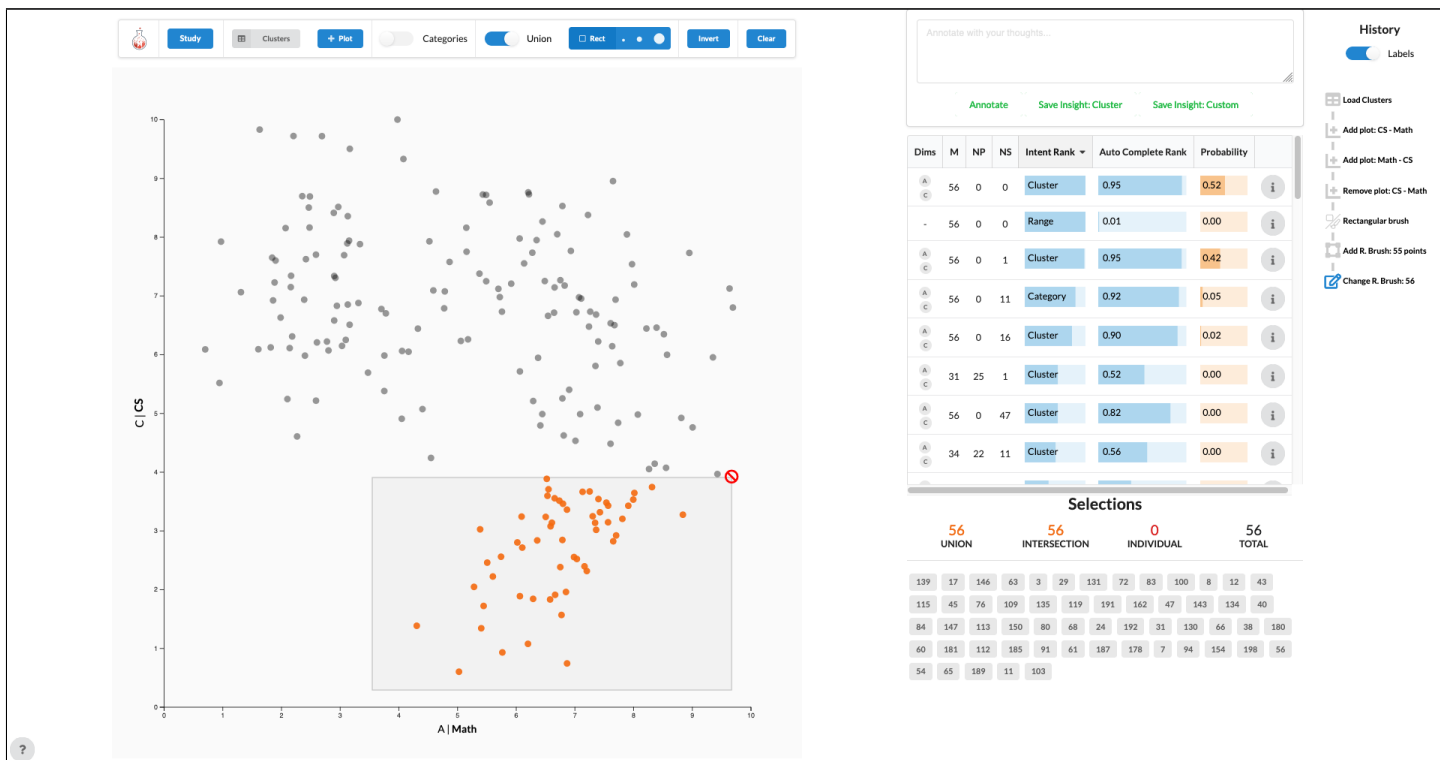 Study
Clusters
+ Plot
Categories
Union
Rect
Invert
Clear
10
9
8
7
6
5
4
3
2
1
0
C | CS
0 1 2 3 4 5 6 7 8 9 10
A | Math
?
Annotate with your thoughts...
Annotate
Save Insight: Cluster
Save Insight: Custom
Dims M NP NS Intent Rank Auto Complete Rank Probability
A C 56 0 0 Cluster 0.95 0.52 i
- 56 0 0 Range 0.01 0.00 i
A C 56 0 1 Cluster 0.95 0.42 i
A C 56 0 11 Category 0.92 0.05 i
A C 56 0 16 Cluster 0.90 0.02 i
A C 31 25 1 Cluster 0.52 0.00 i
A C 56 0 47 Cluster 0.82 0.00 i
A C 34 22 11 Cluster 0.56 0.00 i
Selections
56 56 0 56
UNION INTERSECTION INDIVIDUAL TOTAL
139 17 146 63 3 29 131 72 83 100 8 12 43
115 45 76 109 135 119 191 162 47 143 134 40
84 147 113 150 80 68 24 192 31 130 66 38 180
60 181 112 185 91 61 187 178 7 94 154 198 56
54 65 189 11 103
History
Labels
Load Clusters
Add plot: CS - Math
Add plot: Math - CS
Remove plot: CS - Math
Rectangular brush
Add R. Brush: 55 points
Change R. Brush: 56